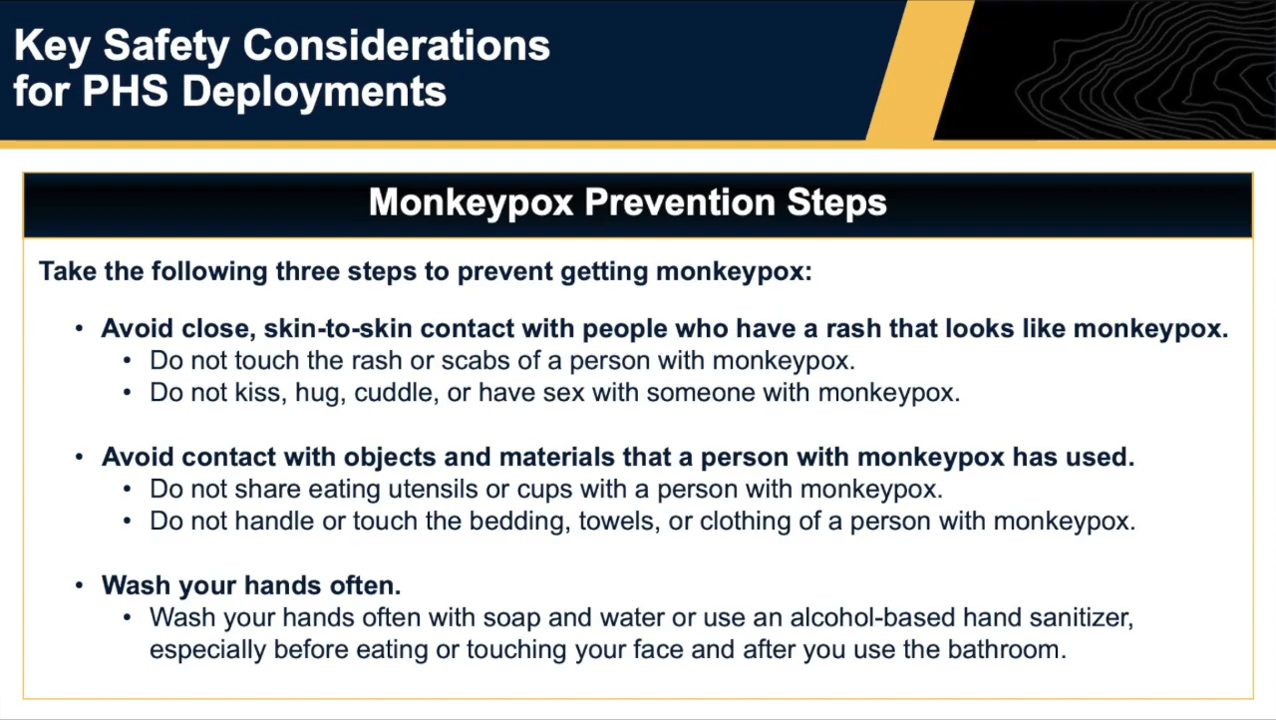 Key Safety Considerations
for PHS Deployments
Monkeypox Prevention Steps
Take the following three steps to prevent getting monkeypox:
• Avoid close, skin-to-skin contact with people who have a rash that looks like monkeypox.
• Do not touch the rash or scabs of a person with monkeypox.
• Do not kiss, hug, cuddle, or have sex with someone with monkeypox.
• Avoid contact with objects and materials that a person with monkeypox has used.
• Do not share eating utensils or cups with a person with monkeypox.
• Do not handle or touch the bedding, towels, or clothing of a person with monkeypox.
• Wash your hands often.
• Wash your hands often with soap and water or use an alcohol-based hand sanitizer,
especially before eating or touching your face and after you use the bathroom.